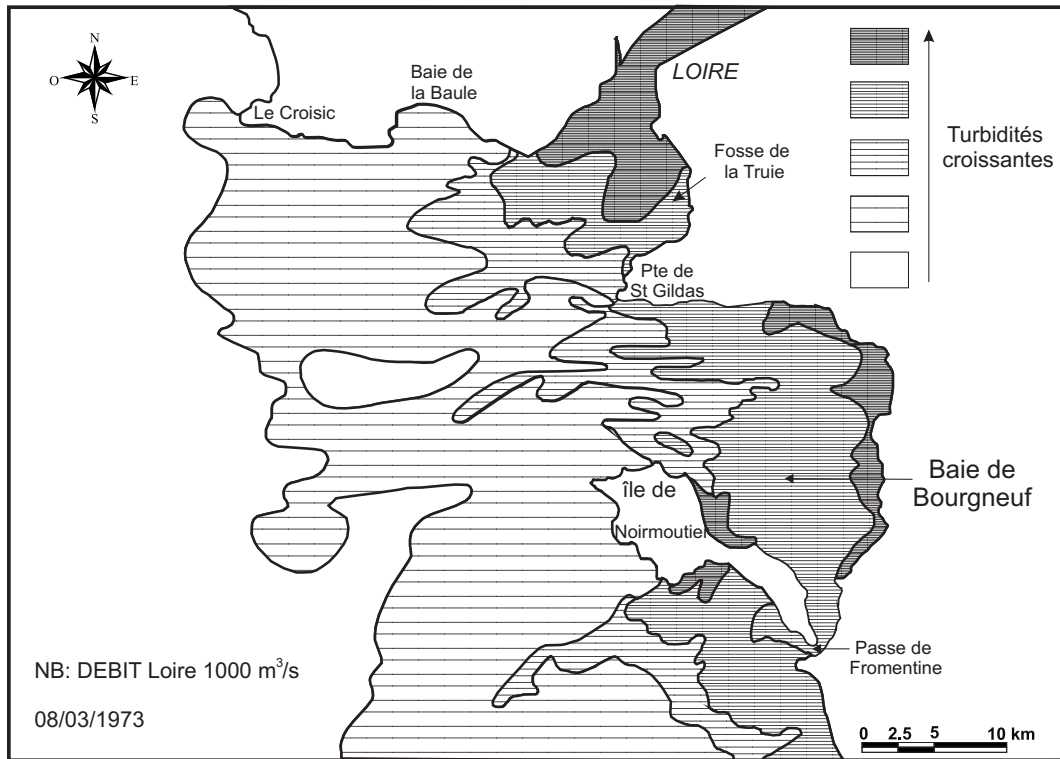 N
O E
S
Le Croisic
Baie de
la Baule
LOIRE
Fosse de
la Truie
Turbidités
croissantes
Pte de
St Gildas
Baie de
Bourgneuf
île de
Noirmoutier
Passe de
Fromentine
NB: DEBIT Loire 1000 m³/s
08/03/1973
0 2.5 5 10 km